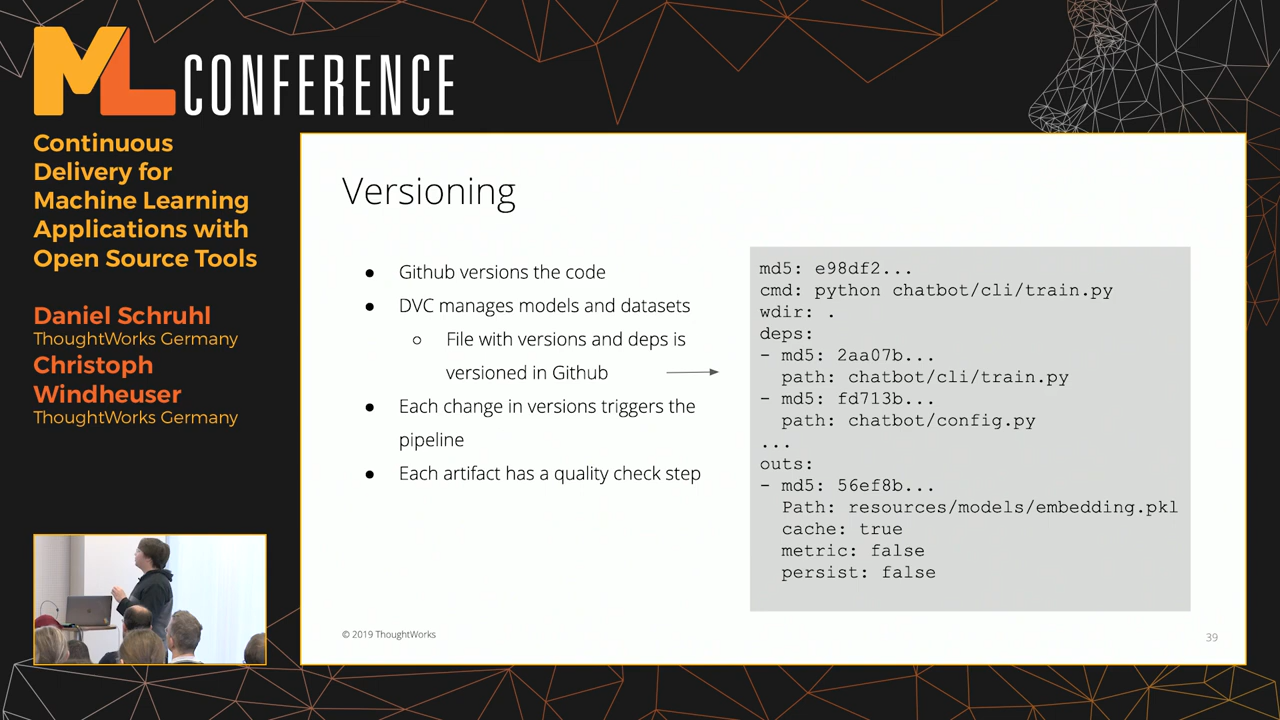 ML CONFERENCE
Continuous
Delivery for
Machine Learning
Applications with
Open Source Tools
Daniel Schruhl
ThoughtWorks Germany
Christoph
Windheuser
ThoughtWorks Germany
Versioning
● Github versions the code
● DVC manages models and datasets
○ File with versions and deps is
versioned in Github
● Each change in versions triggers the
pipeline
● Each artifact has a quality check step
md5: e98df2...
cmd: python chatbot/cli/train.py
wdir: .
deps:
- md5: 2aa07b...
path: chatbot/cli/train.py
- md5: fd713b...
path: chatbot/config.py
...
outs:
- md5: 56ef8b...
Path: resources/models/embedding.pkl
cache: true
metric: false
persist: false
© 2019 ThoughtWorks
39